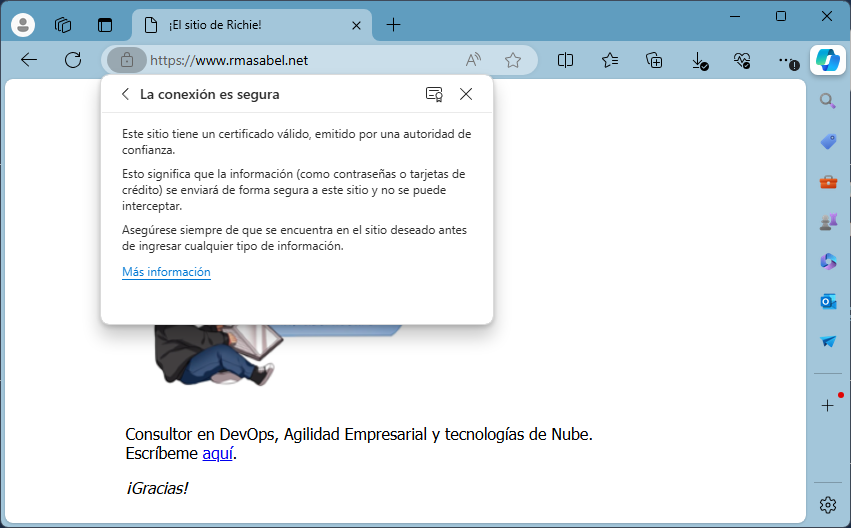 ¡El sitio de Richie!
https://www.rmasabel.net
La conexión es segura
Este sitio tiene un certificado válido, emitido por una autoridad de
confianza.
Esto significa que la información (como contraseñas o tarjetas de
crédito) se enviará de forma segura a este sitio y no se puede
interceptar.
Asegúrese siempre de que se encuentra en el sitio deseado antes
de ingresar cualquier tipo de información.
Más información
Consultor en DevOps, Agilidad Empresarial y tecnologías de Nube.
Escríbeme aquí.
¡Gracias!